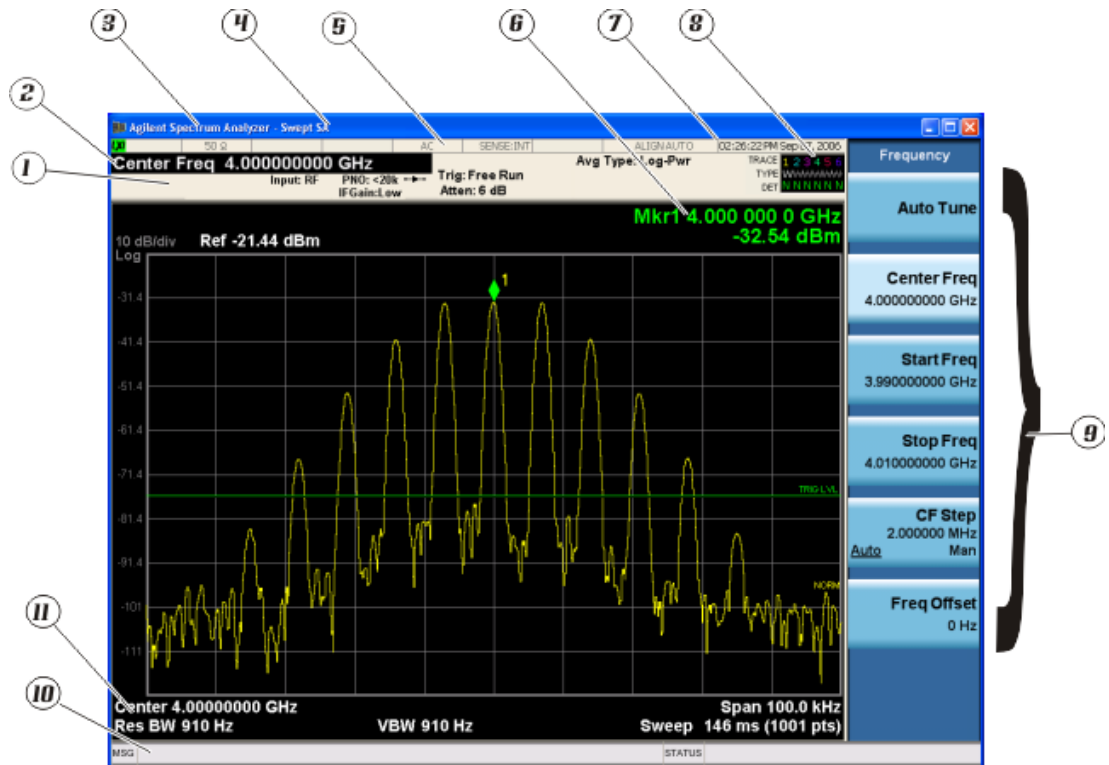 3 4 5 6 7 8
2
Agilent Spectrum Analyzer - Swept SA
LXI 50 Ω AC SENSE:INT ALIGN AUTO 02:26:22 PM Sep 07, 2006
Center Freq 4.000000000 GHz
Avg Type: Log-Pwr
TRACE 1 2 3 4 5 6
TYPE WWWWWW
DET N N N N N N
1
Input: RF PNO: <20k Trig: Free Run
IFGain:Low Atten: 6 dB
Mkr1 4.000 000 0 GHz
-32.54 dBm
10 dB/div Ref -21.44 dBm
Log
1
-31.4
-41.4
-51.4
-61.4
-71.4
TRIG LVL
-81.4
-91.4
NORM
-101
-111
11
Center 4.00000000 GHz Span 100.0 kHz
Res BW 910 Hz VBW 910 Hz Sweep 146 ms (1001 pts)
10
MSG STATUS
Frequency
Auto Tune
Center Freq
4.000000000 GHz
Start Freq
3.990000000 GHz
Stop Freq
4.010000000 GHz
CF Step
2.000000 MHz
Auto Man
Freq Offset
0 Hz
9